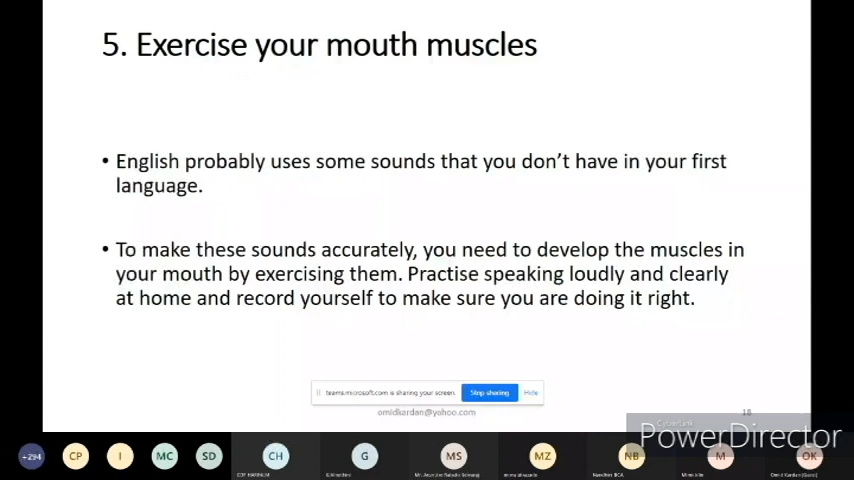 5. Exercise your mouth muscles
• English probably uses some sounds that you don't have in your first
language.
• To make these sounds accurately, you need to develop the muscles in
your mouth by exercising them. Practise speaking loudly and clearly
at home and record yourself to make sure you are doing it right.
teams.microsoft.com is sharing your screen. Stop sharing Hide
omidkardan@yahoo.com 18
CyberLink
PowerDirector
+294 CP I MC SD CH G MS MZ NB M OK